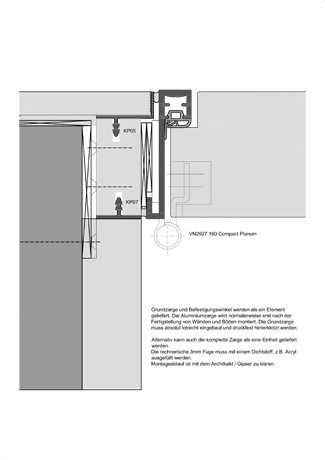 KP05
KP07
VN2927 160 Compact Planum
Grundzarge und Befestigungswinkel werden als ein Element
geliefert. Die Aluminiumzarge wird normalerweise erst nach der
Fertigstellung von Wänden und Böden montiert. Die Grundzarge
muss absolut lotrecht eingebaut und druckfest hinterklotzt werden.
Alternativ kann auch die komplette Zarge als eine Einheit geliefert
werden.
Die rechnerische 3mm Fuge muss mit einem Dichtstoff, z.B. Acryl
ausgefüllt werden.
Montageablauf ist mit dem Architkekt / Gipser zu klären.